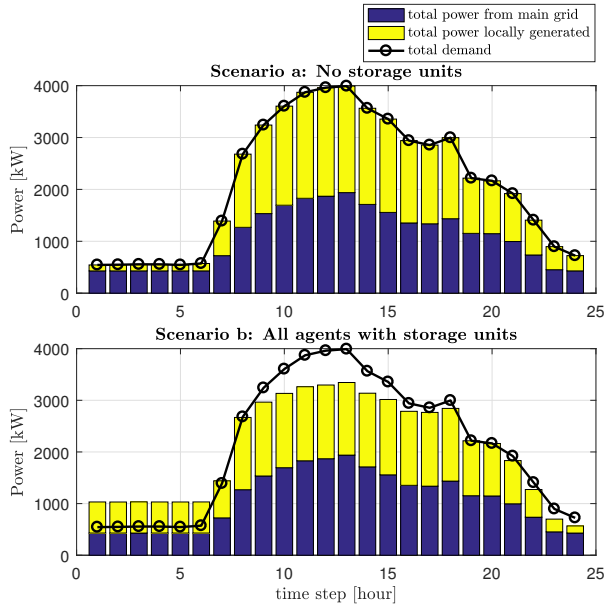 total power from main grid
total power locally generated
total demand
Scenario a: No storage units
4000
3000
2000
1000
0
Power [kW]
0 5 10 15 20 25
Scenario b: All agents with storage units
4000
3000
2000
1000
0
Power [kW]
0 5 10 15 20 25
time step [hour]